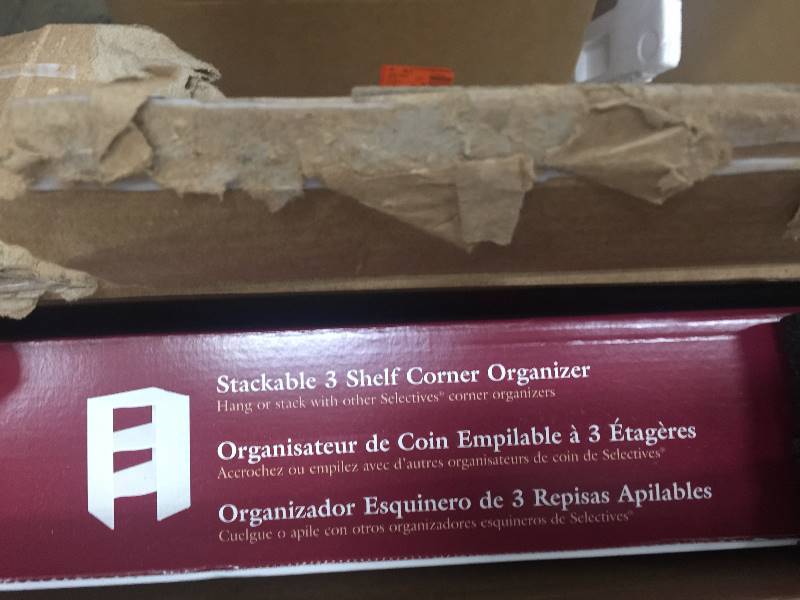 Stackable 3 Shelf Corner Organizer
Hang or stack with other Selectives® corner organizers
Organisateur de Coin Empilable à 3 Étagères
Accrochez ou empilez avec d'autres organisateurs de coin de Selectives®
Organizador Esquinero de 3 Repisas Apilables
Cuelgue o apile con otros organizadores esquineros de Selectives®